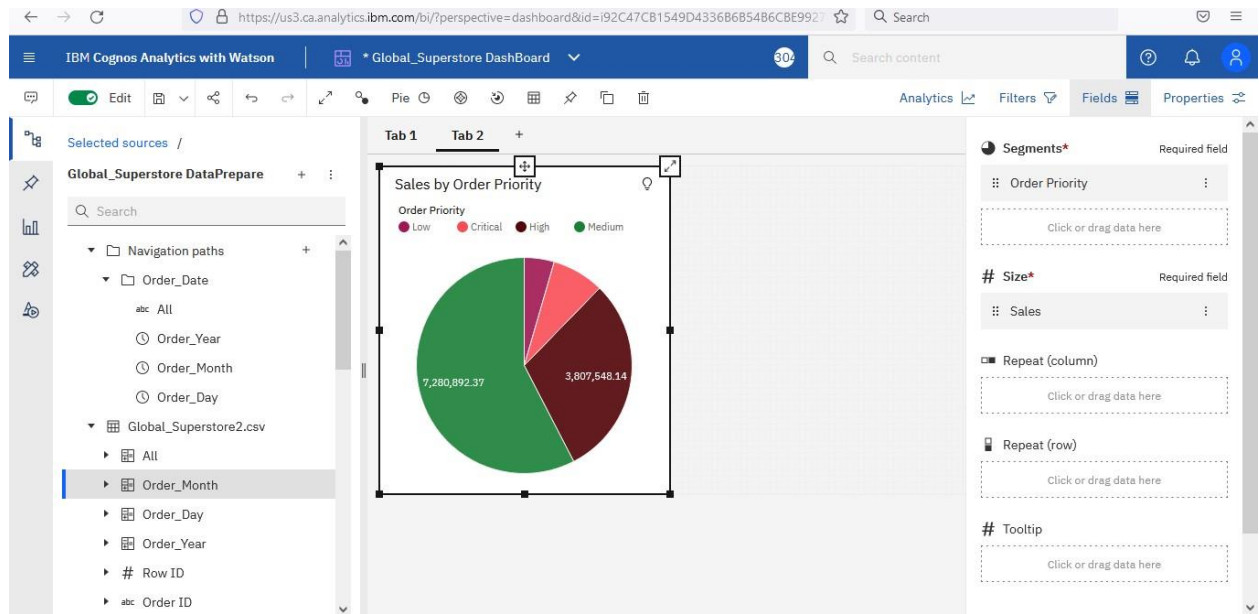 https://us3.ca.analytics.ibm.com/bi/?perspective=dashboard&id=i92C47CB1549D4336B6B54B6CBE9927
Search
IBM Cognos Analytics with Watson
* Global_Superstore DashBoard
304
Search content
Edit
Pie
Analytics
Filters
Fields
Properties
Selected sources /
Global_Superstore DataPrepare
Search
Navigation paths
Order_Date
abc All
Order_Year
Order_Month
Order_Day
Global_Superstore2.csv
All
Order_Month
Order_Day
Order_Year
# Row ID
abc Order ID
Tab 1
Tab 2
+
Sales by Order Priority
Order Priority
Low
Critical
High
Medium
7,280,892.37
3,807,548.14
Segments*
Required field
Order Priority
Click or drag data here
# Size*
Required field
Sales
Repeat (column)
Click or drag data here
Repeat (row)
Click or drag data here
# Tooltip
Click or drag data here